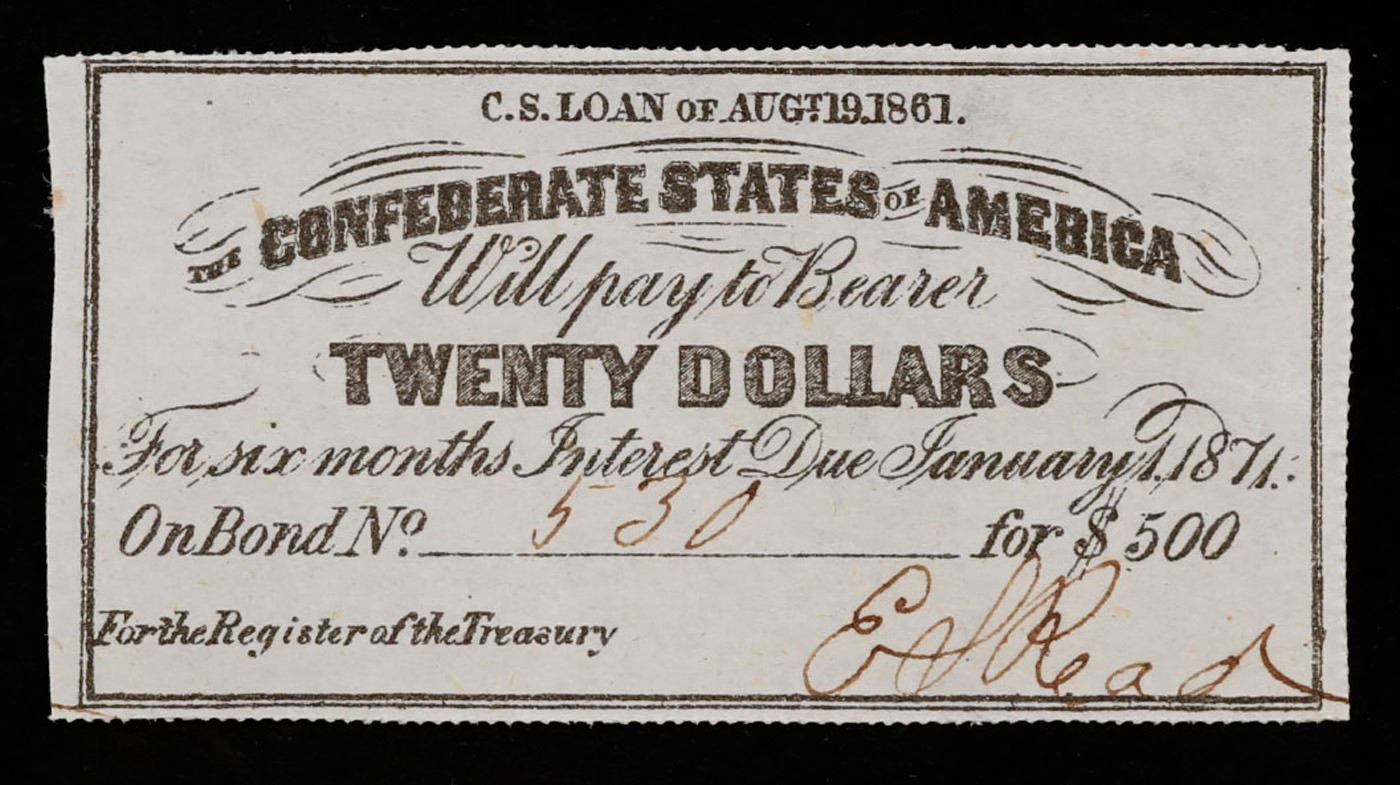 C.S. LOAN OF AUGT. 19.1861.
THE CONFEDERATE STATES OF AMERICA
Will pay to Bearer
TWENTY DOLLARS
For six months Interest Due January 1. 1871.
On Bond No. 530 for $500
For the Register of the Treasury
E S Read